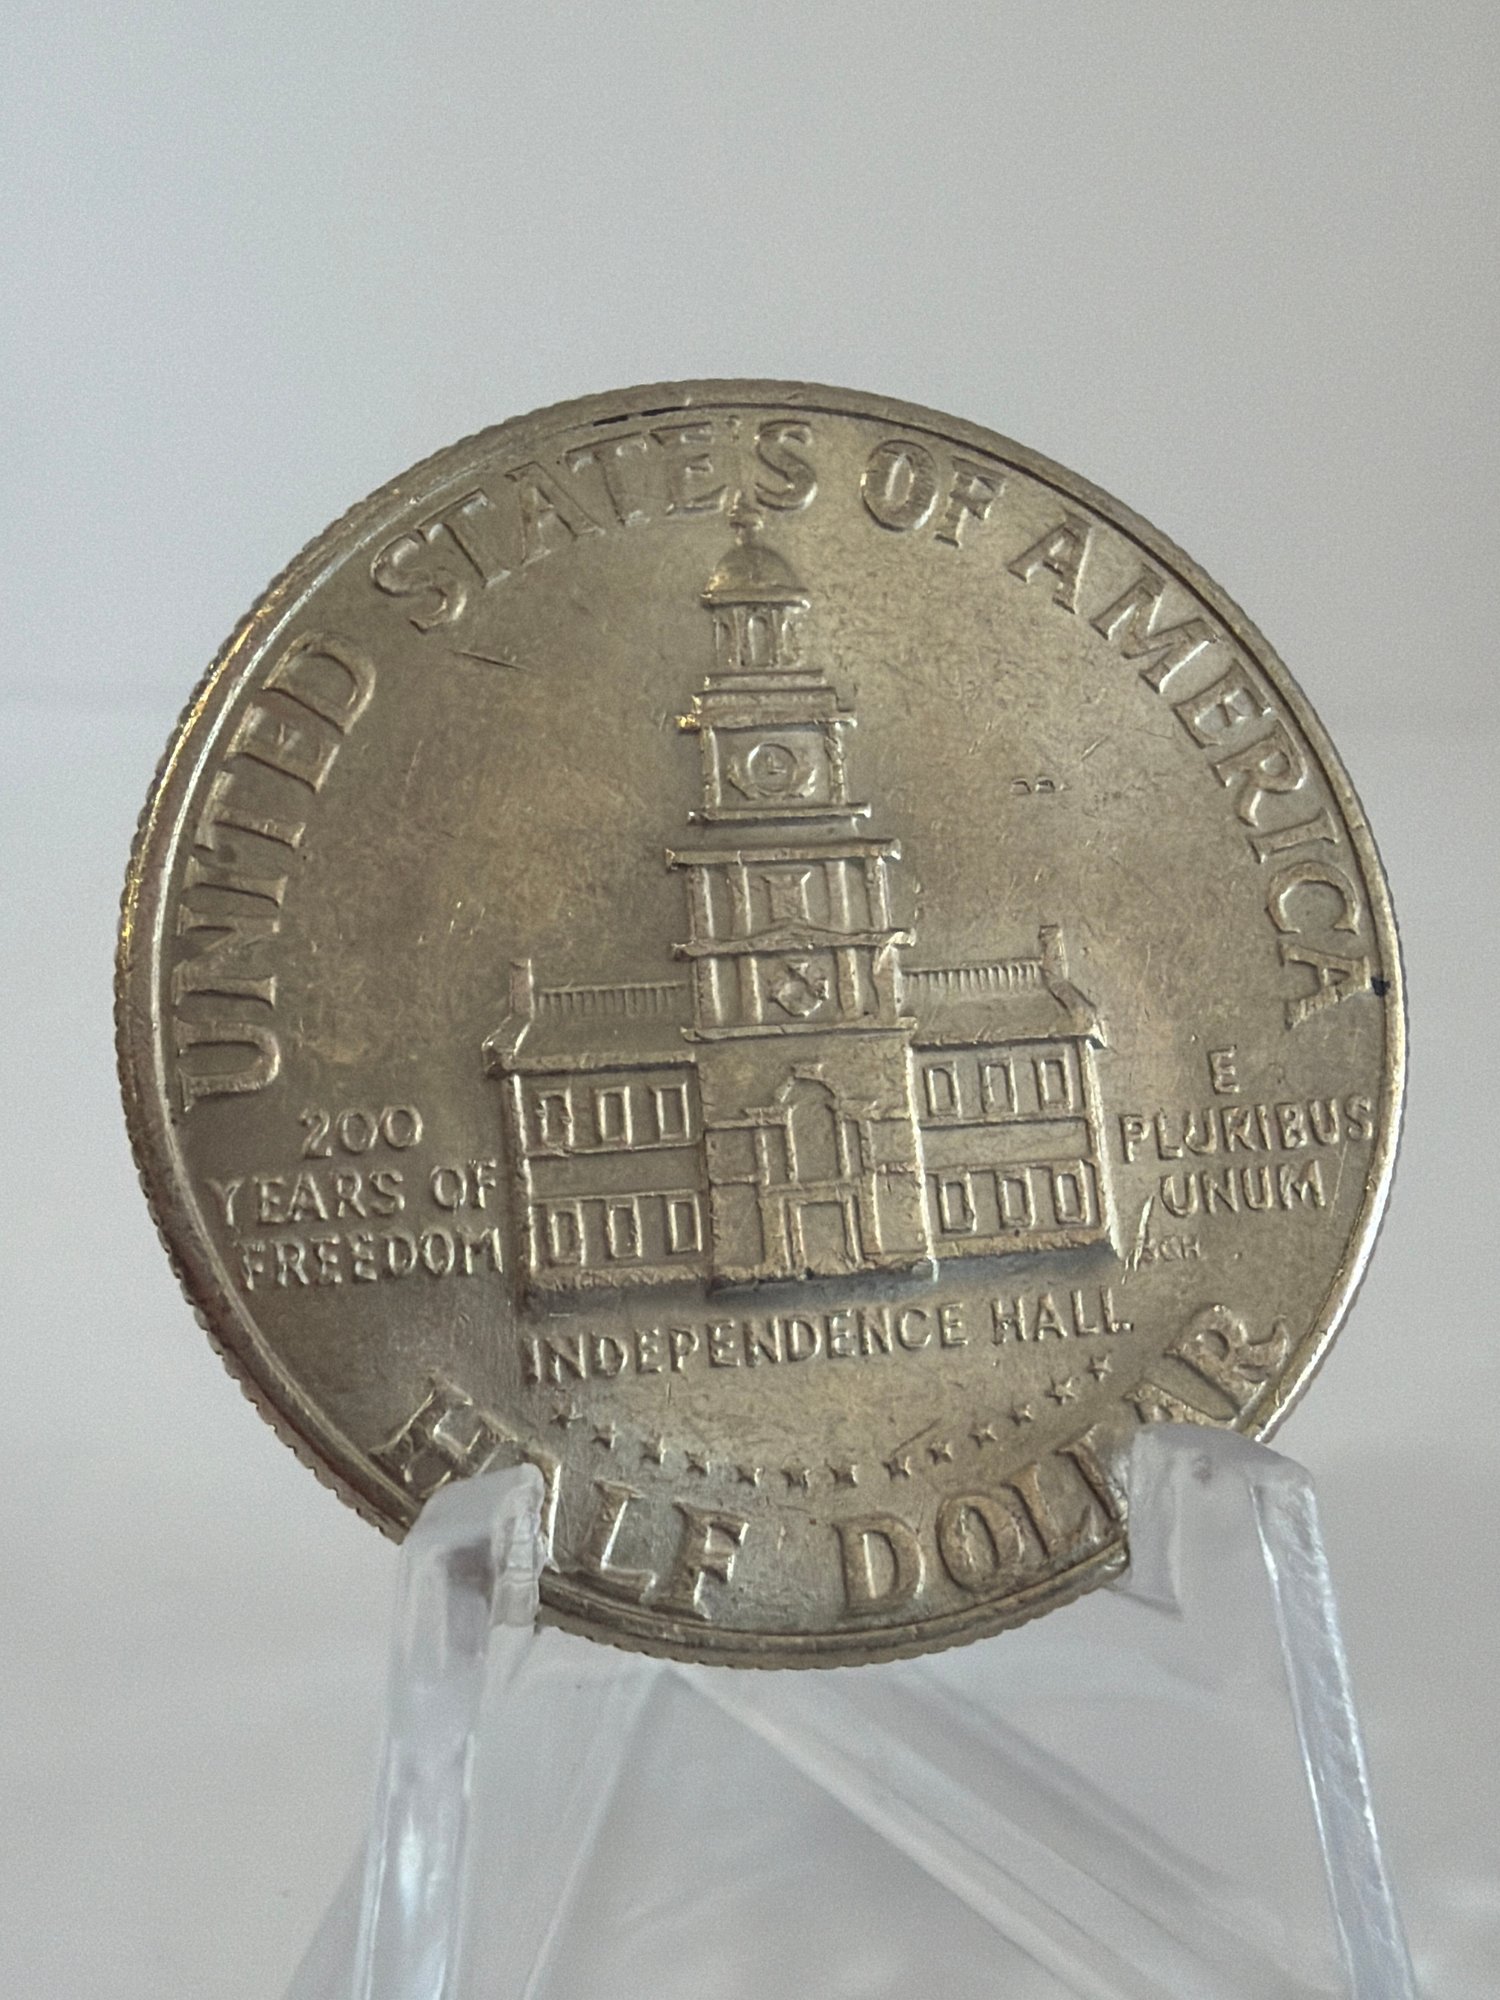 UNITED STATES OF AMERICA
200
YEARS OF
FREEDOM
E
PLURIBUS
UNUM
INDEPENDENCE HALL
HALF DOLLAR